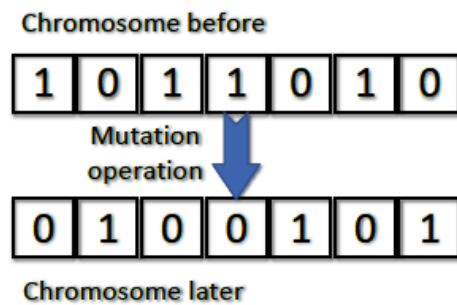 Chromosome before
1 0 1 1 0 1 0
Mutation
operation
0 1 0 0 1 0 1
Chromosome later